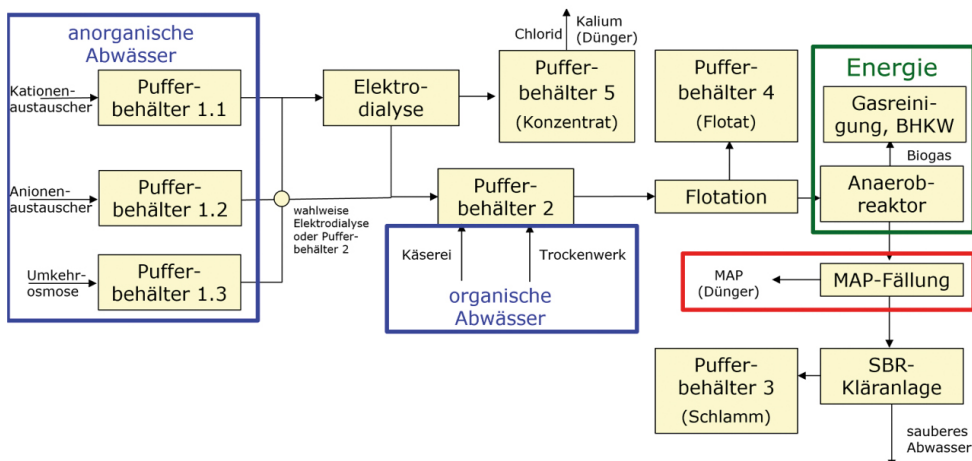 anorganische
Abwässer
Kationen-
austauscher
Puffer-
behälter 1.1
Anionen-
austauscher
Puffer-
behälter 1.2
Umkehr-
osmose
Puffer-
behälter 1.3
wahlweise
Elektrodialyse
oder Puffer-
behälter 2
Elektro-
dialyse
Chlorid
Kalium
(Dünger)
Puffer-
behälter 5
(Konzentrat)
Puffer-
behälter 2
Käserei
Trockenwerk
organische
Abwässer
Puffer-
behälter 4
(Flotat)
Flotation
Energie
Gasreini-
gung, BHKW
Biogas
Anaerob-
reaktor
MAP
(Dünger)
MAP-Fällung
Puffer-
behälter 3
(Schlamm)
SBR-
Kläranlage
sauberes
Abwasser